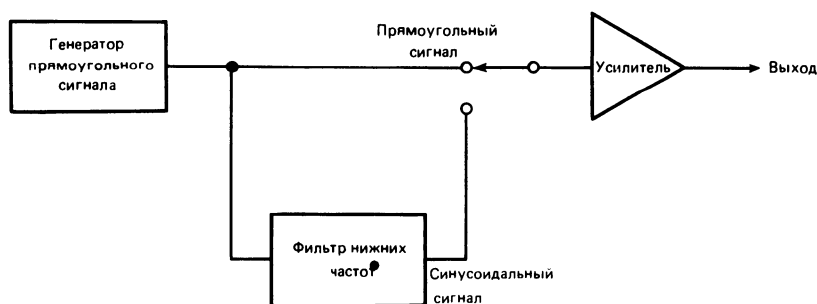 Генератор
прямоугольного
сигнала
Прямоугольный
сигнал
Усилитель
Выход
Фильтр нижних
частот
Синусоидальный
сигнал